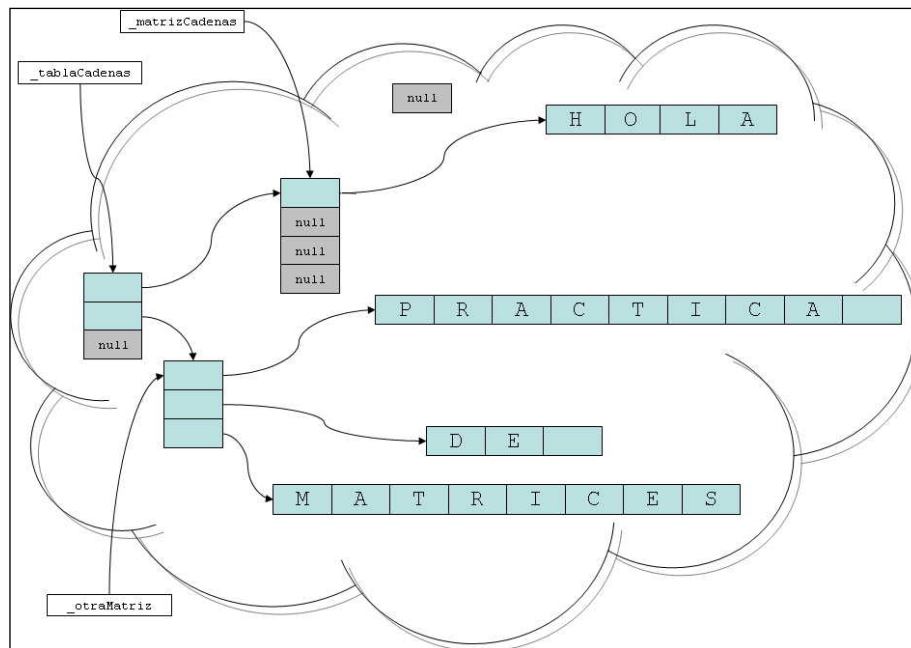 _matrizCadenas
_tablaCadenas
null
H O L A
null
null
null
P R A C T I C A
null
D E
M A T R I C E S
_otraMatriz